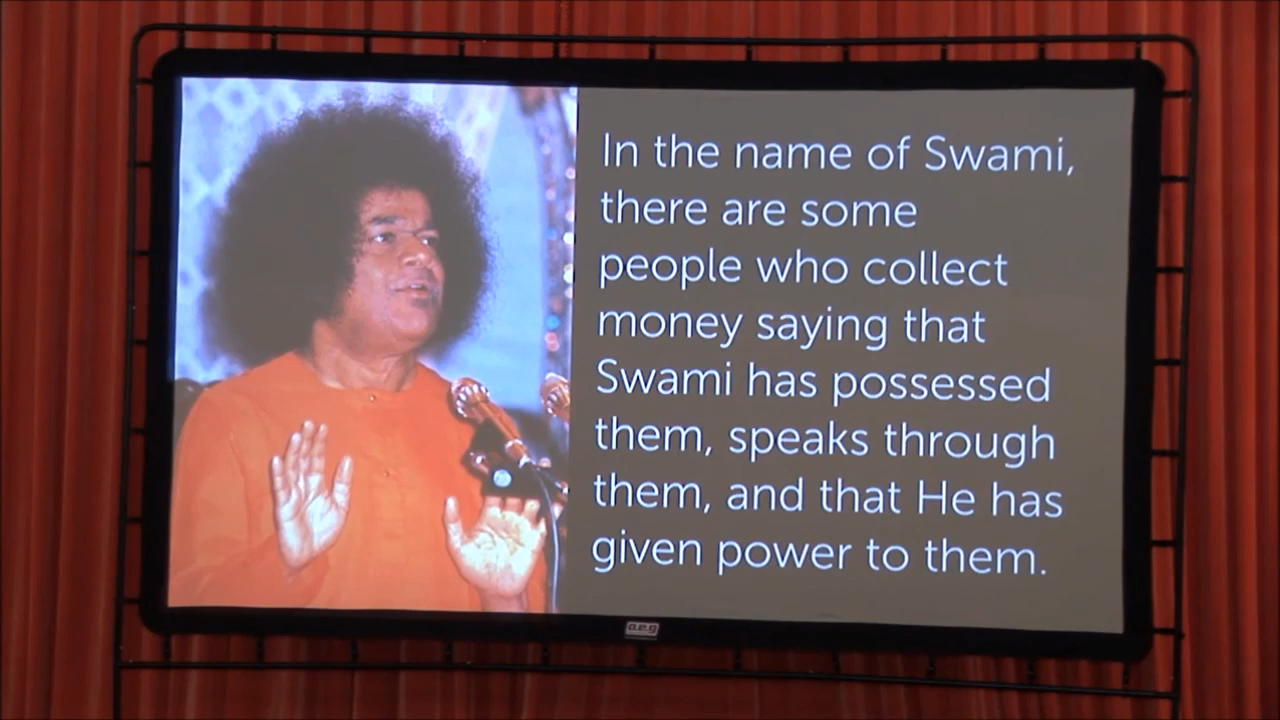 In the name of Swami,
there are some
people who collect
money saying that
Swami has possessed
them, speaks through
them, and that He has
given power to them.
a.e.g